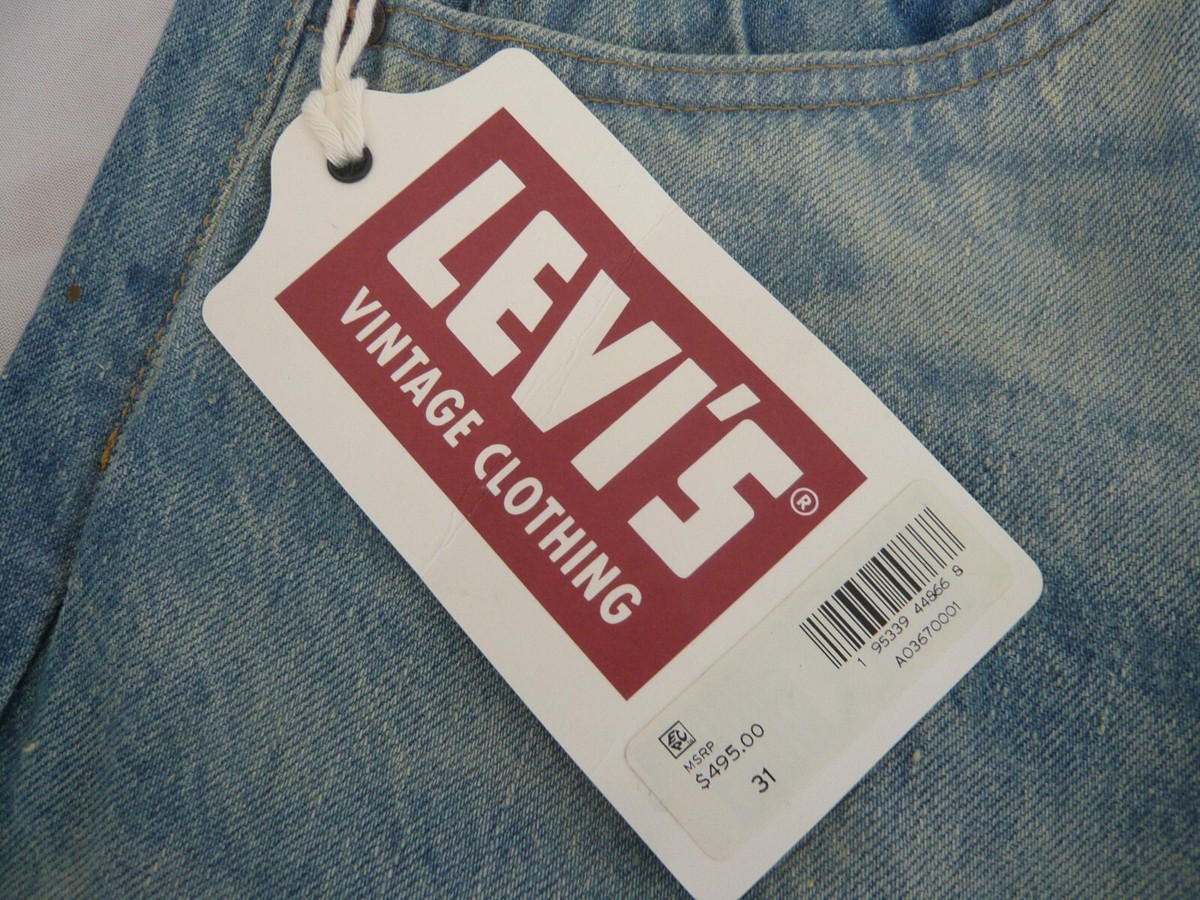 LEVI'S®
VINTAGE CLOTHING
1 95339 44866 8
A03670001
MSRP
$495.00
31